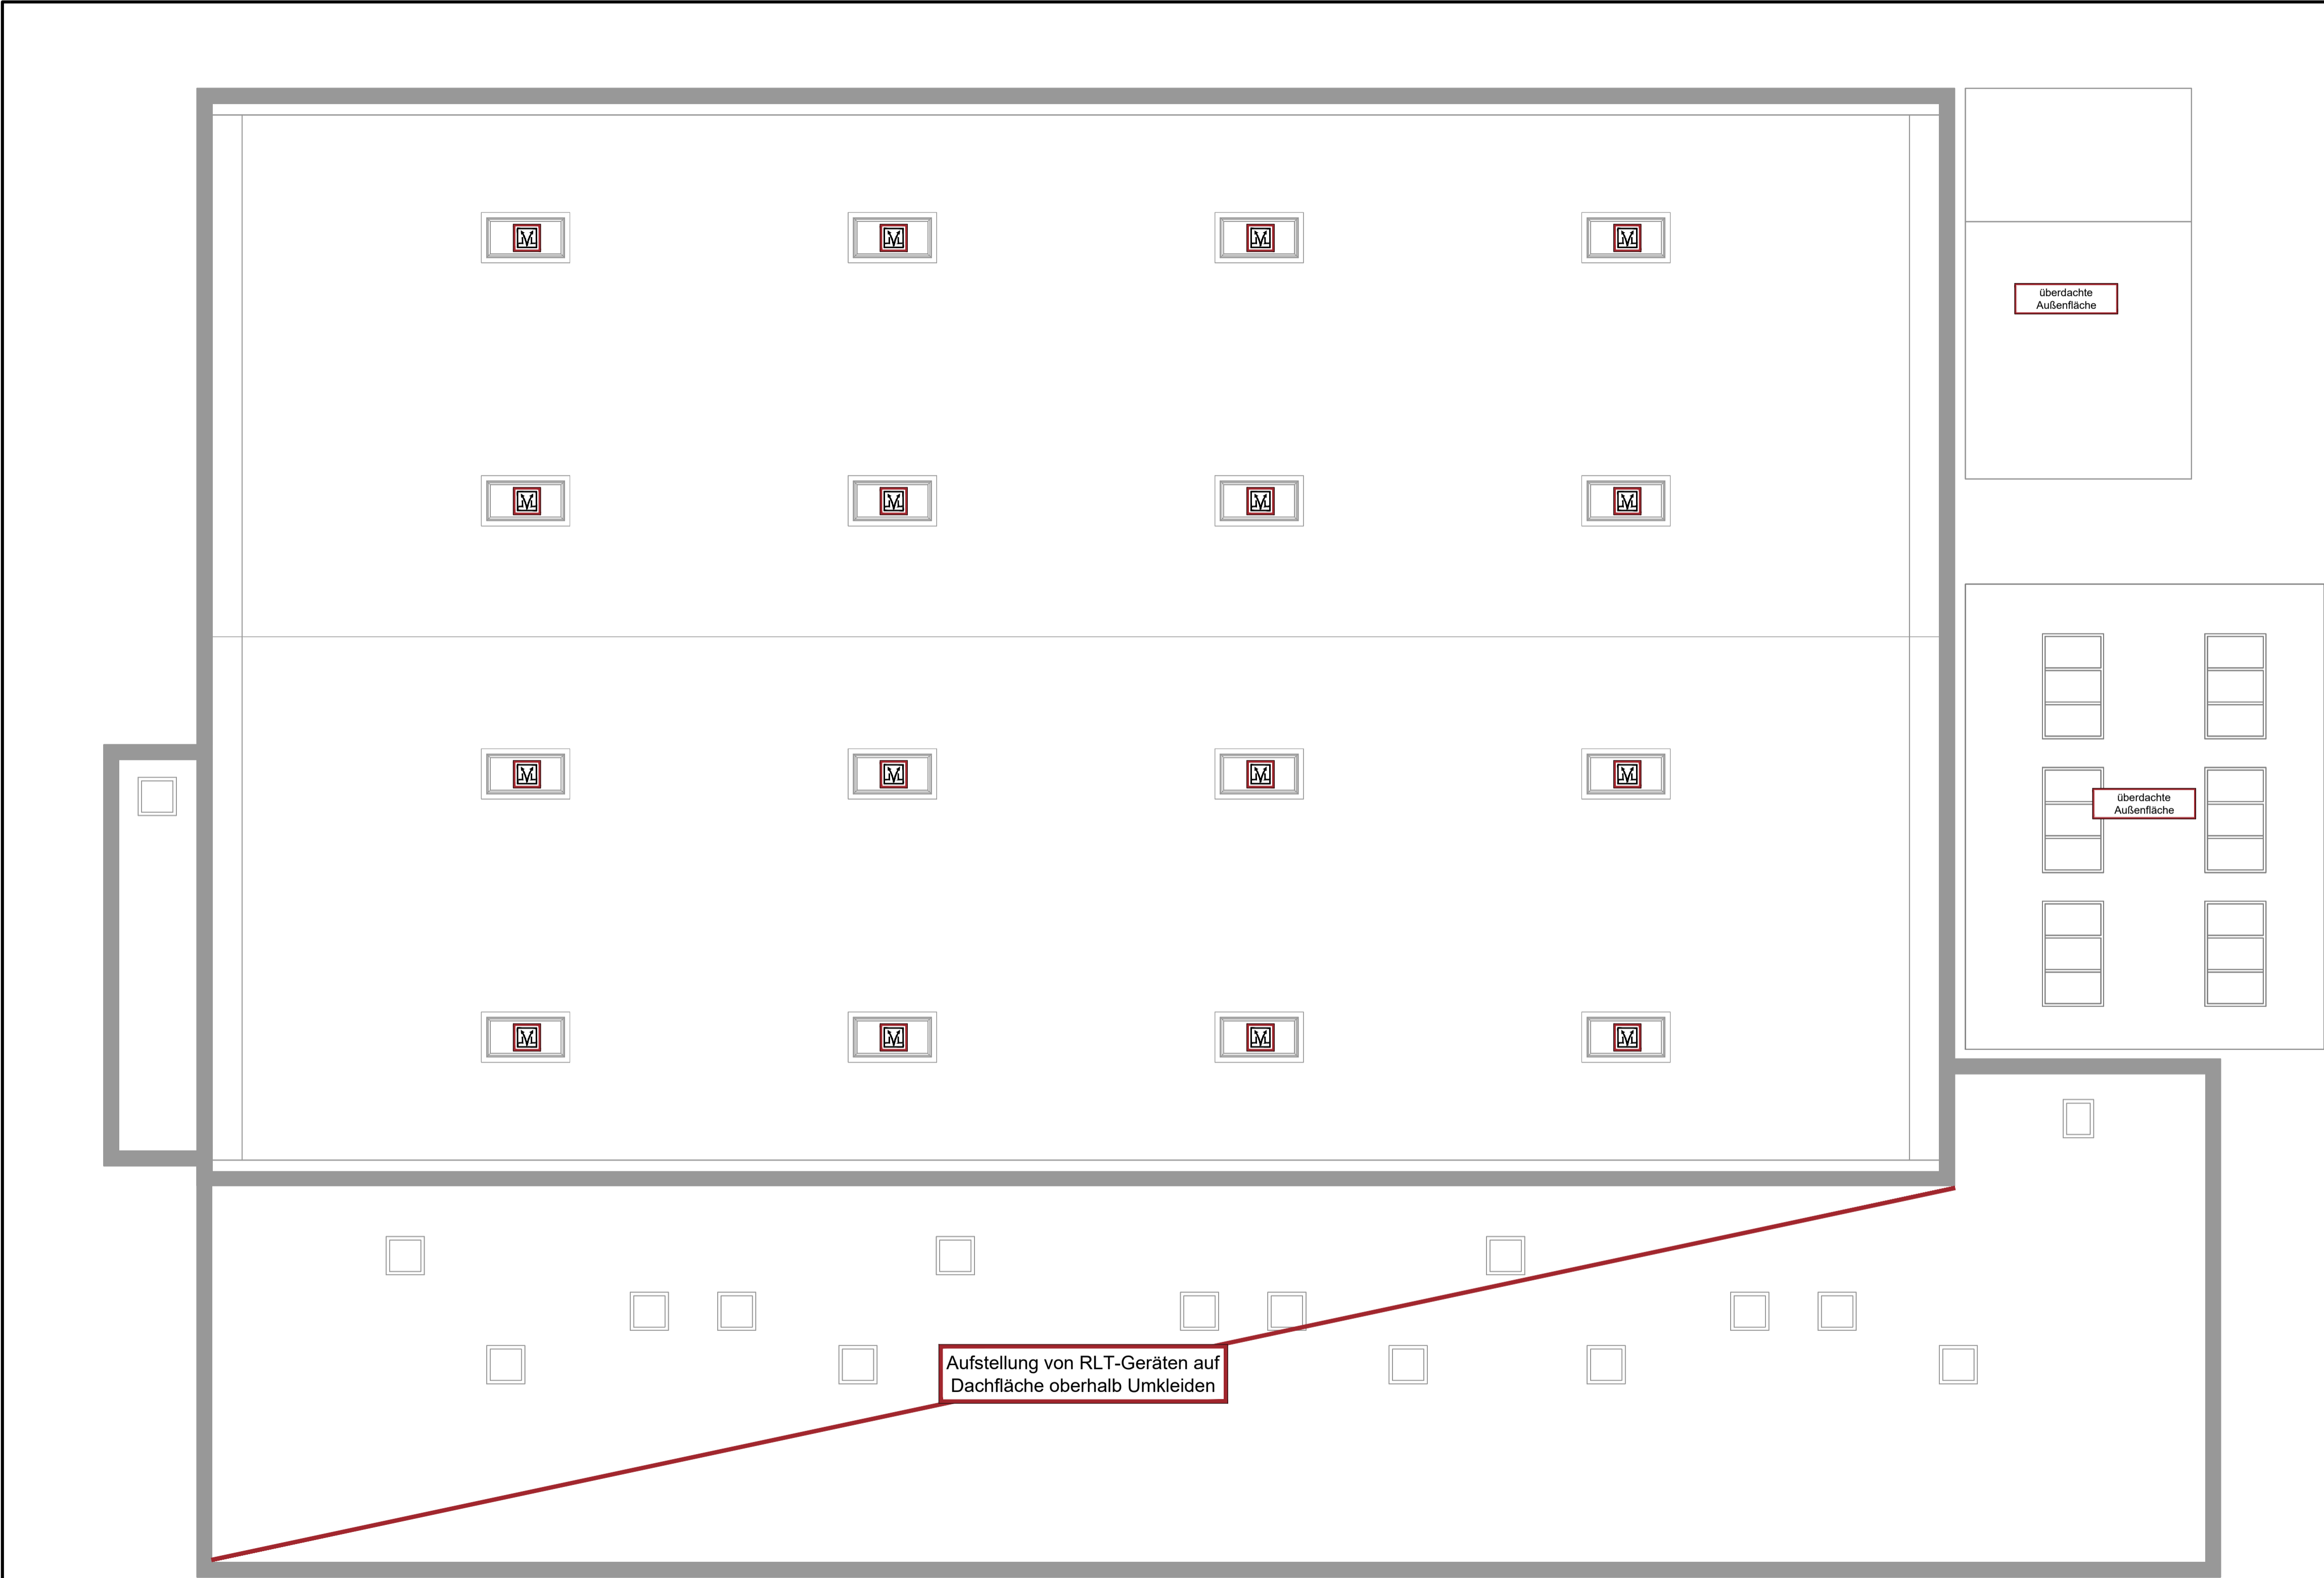 überdachte
Außenfläche
überdachte
Außenfläche
Aufstellung von RLT-Geräten auf
Dachfläche oberhalb Umkleiden